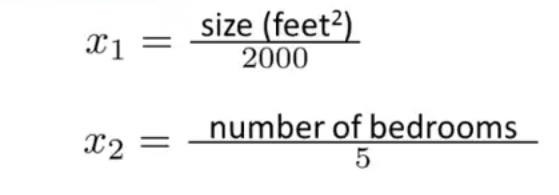 x₁ = size (feet²) / 2000
x₂ = number of bedrooms / 5